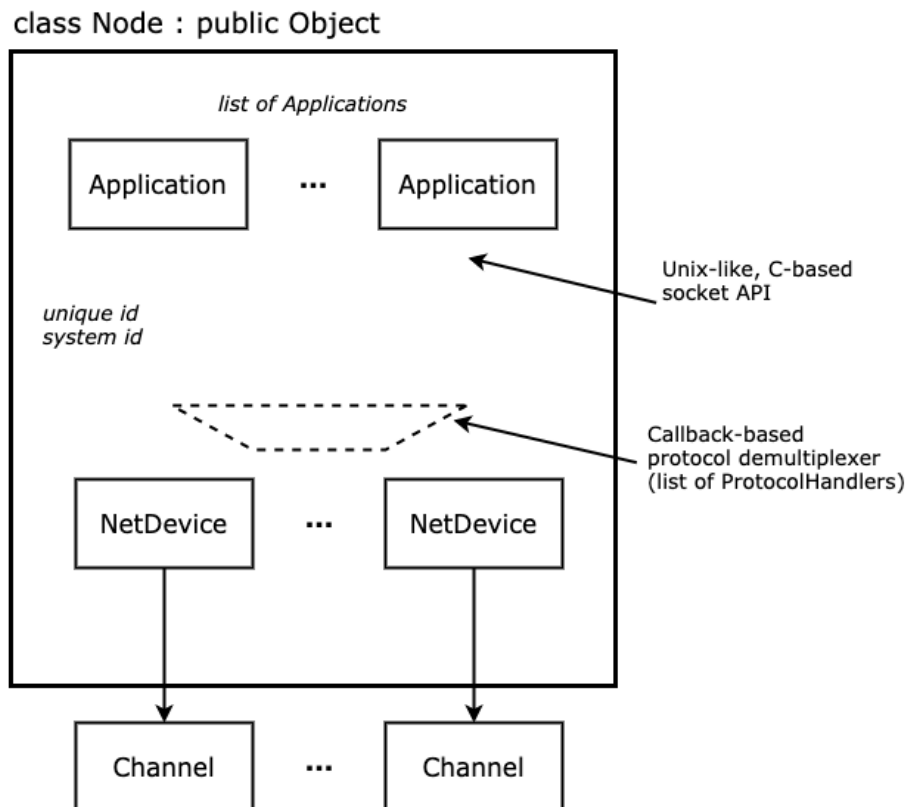 class Node : public Object
list of Applications
Application ... Application
Unix-like, C-based
socket API
unique id
system id
Callback-based
protocol demultiplexer
(list of ProtocolHandlers)
NetDevice ... NetDevice
Channel ... Channel